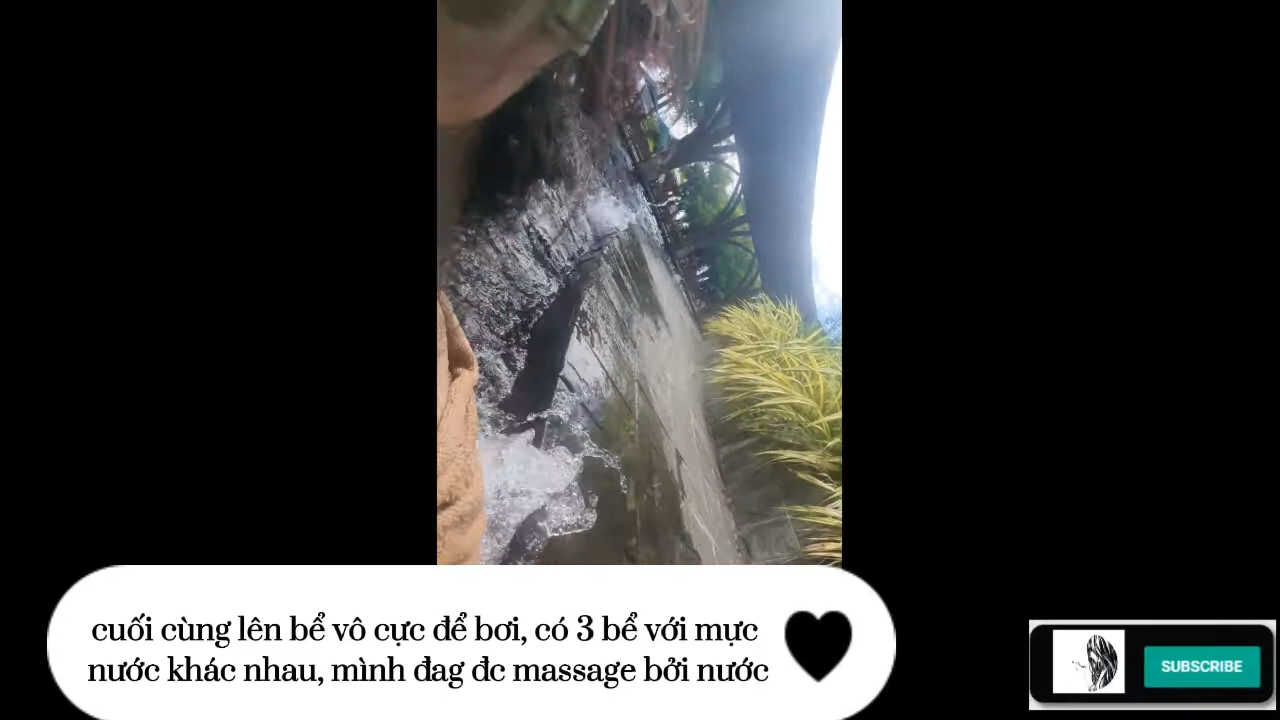 cuối cùng lên bể vô cực để bơi, có 3 bể với mực
nước khác nhau, mình đag đc massage bởi nước
SUBSCRIBE